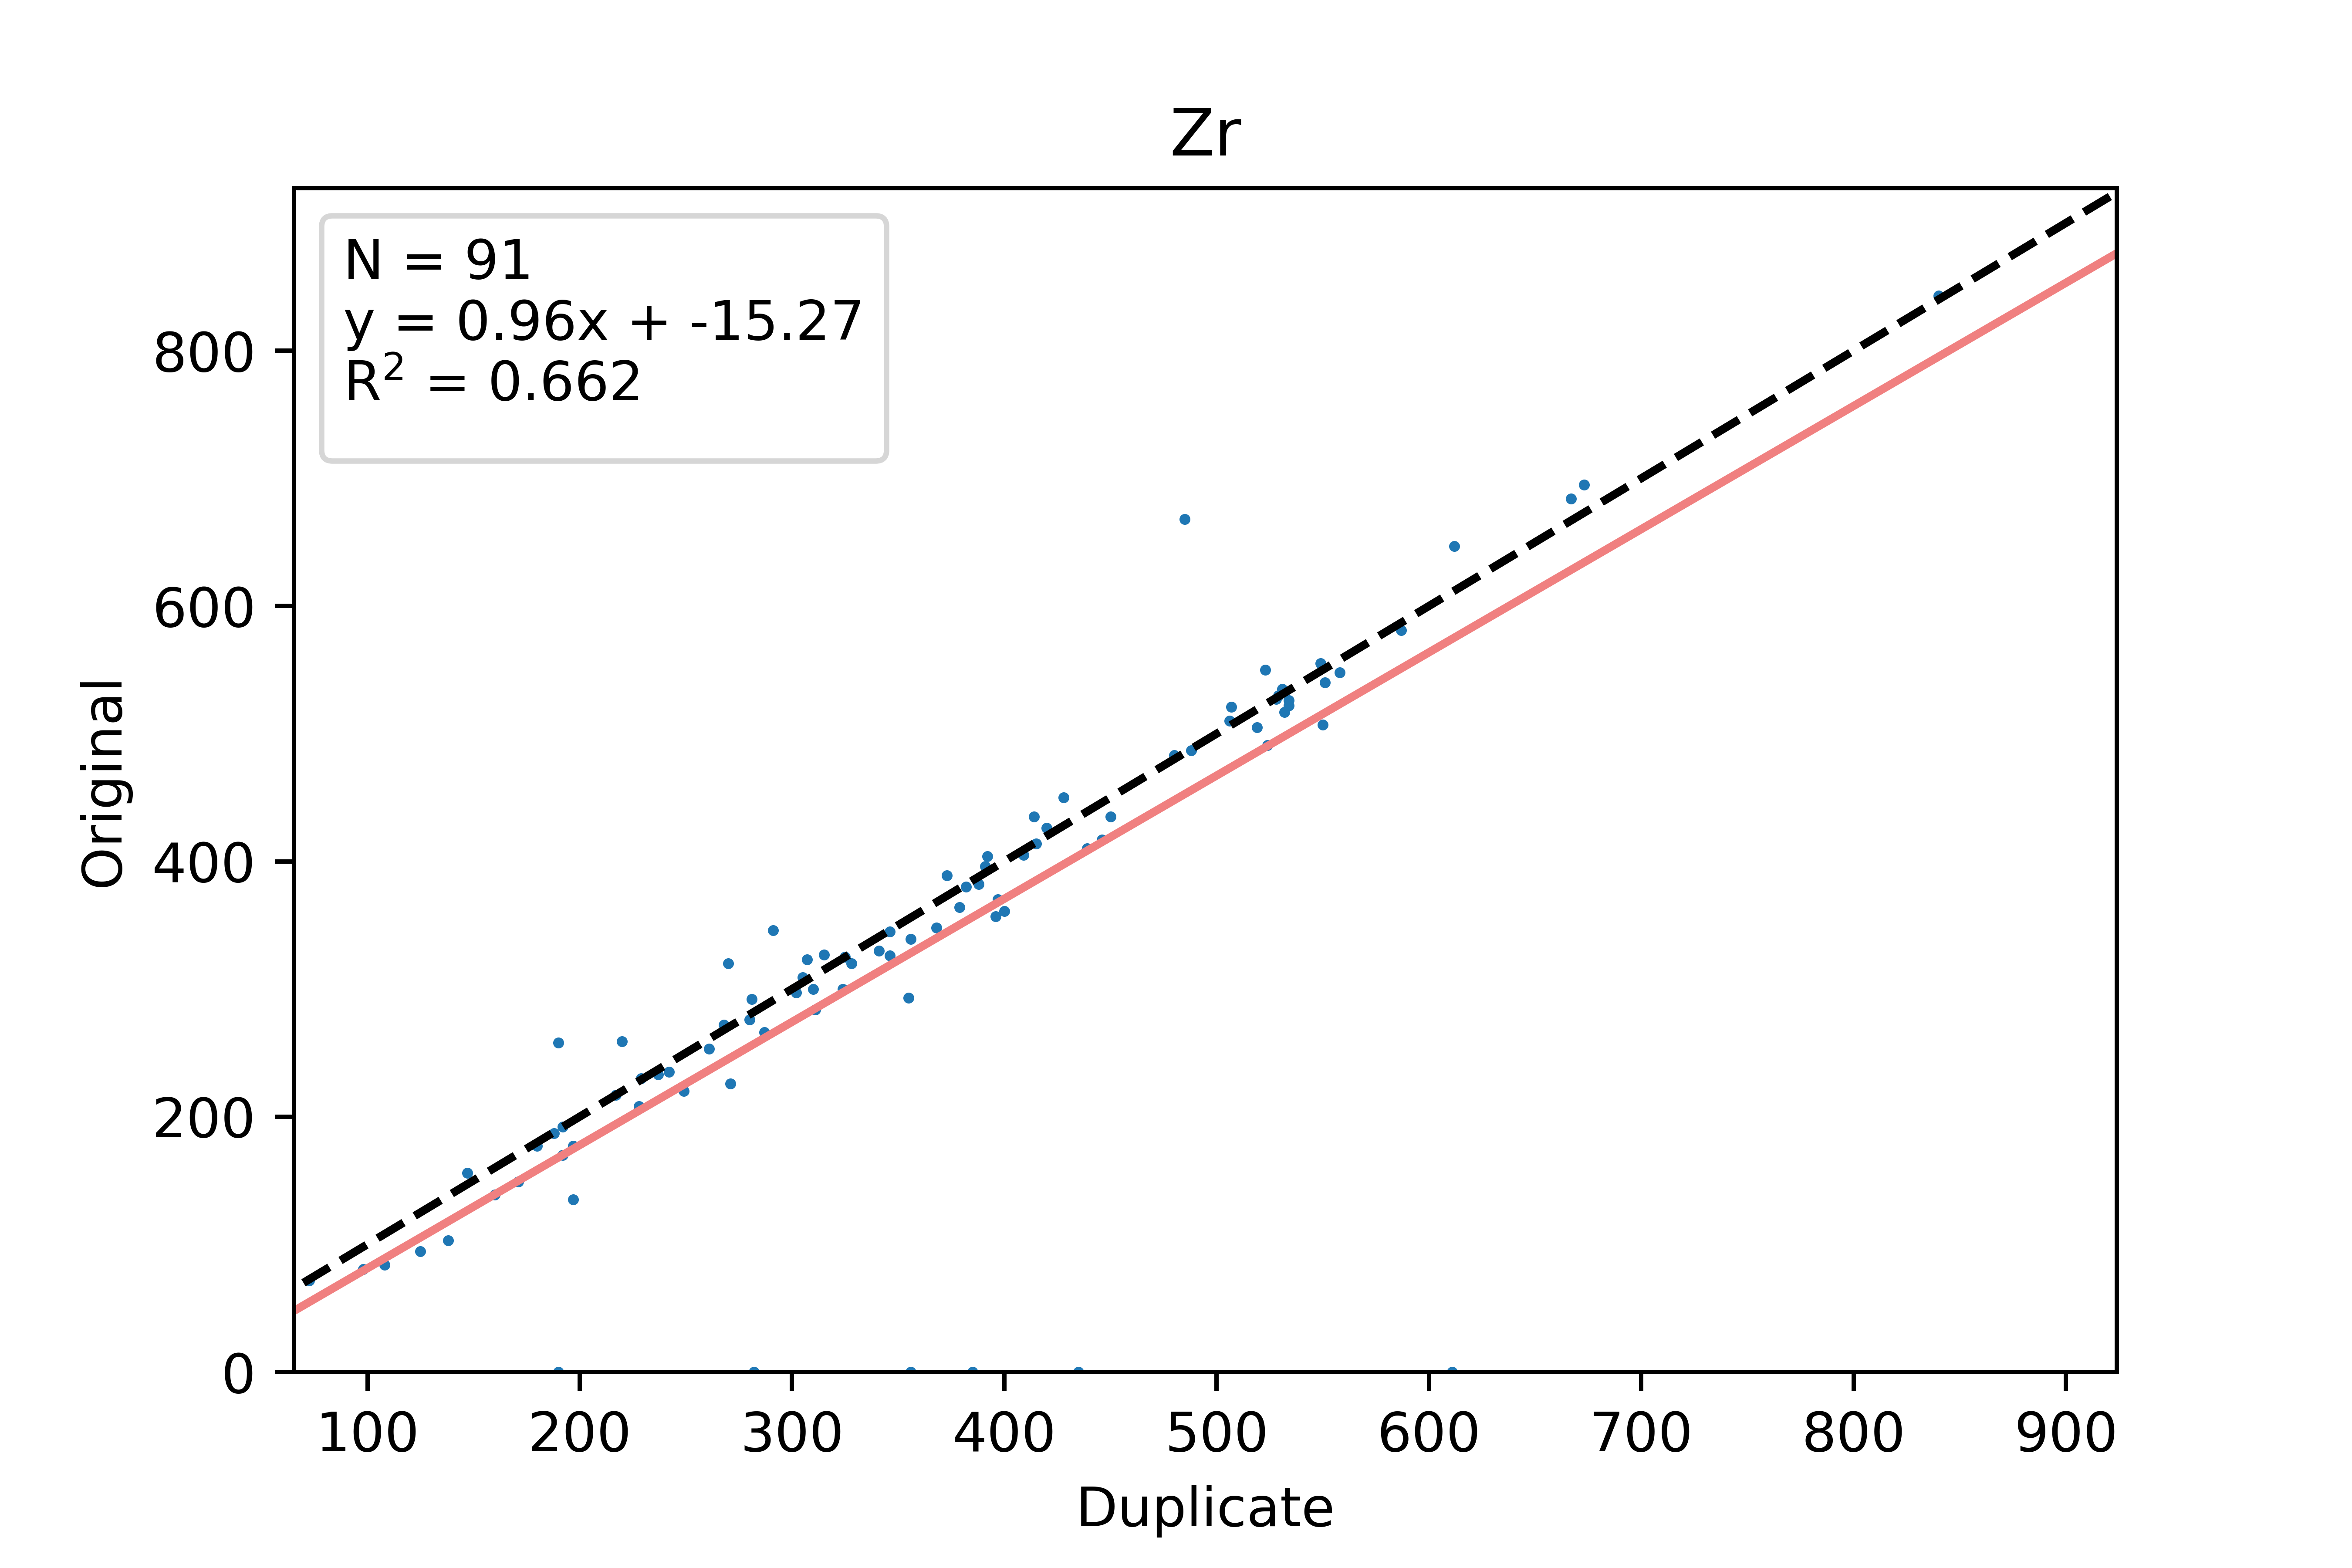 Zr
N = 91
y = 0.96x + -15.27
R² = 0.662
800
600
400
200
0
Original
100 200 300 400 500 600 700 800 900
Duplicate